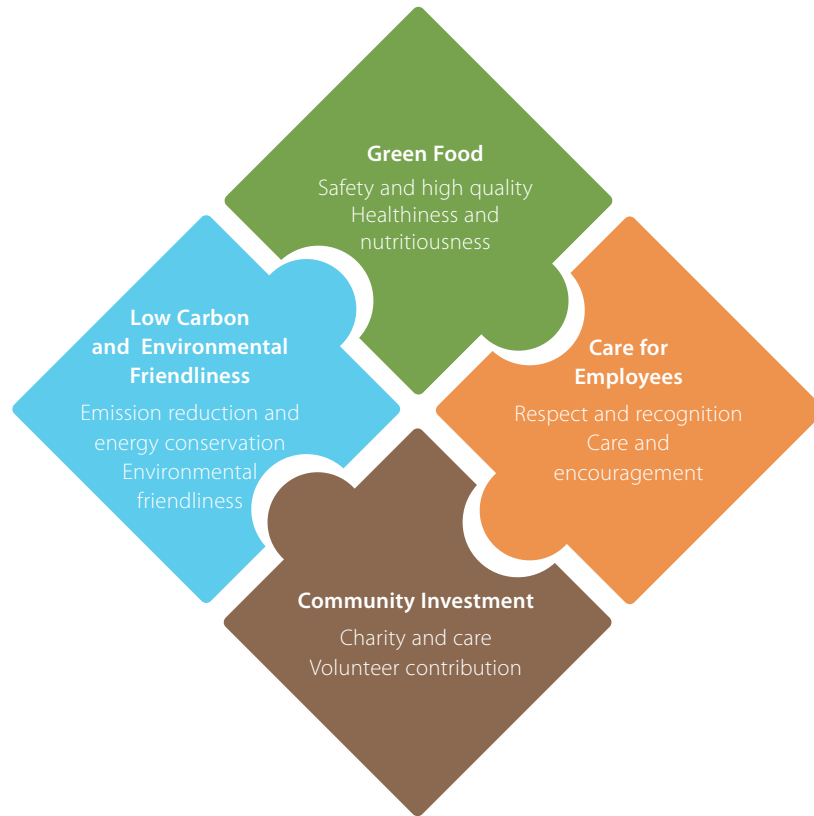 Green Food
Safety and high quality
Healthiness and
nutritiousness
Low Carbon
and Environmental
Friendliness
Emission reduction and
energy conservation
Environmental
friendliness
Care for
Employees
Respect and recognition
Care and
encouragement
Community Investment
Charity and care
Volunteer contribution